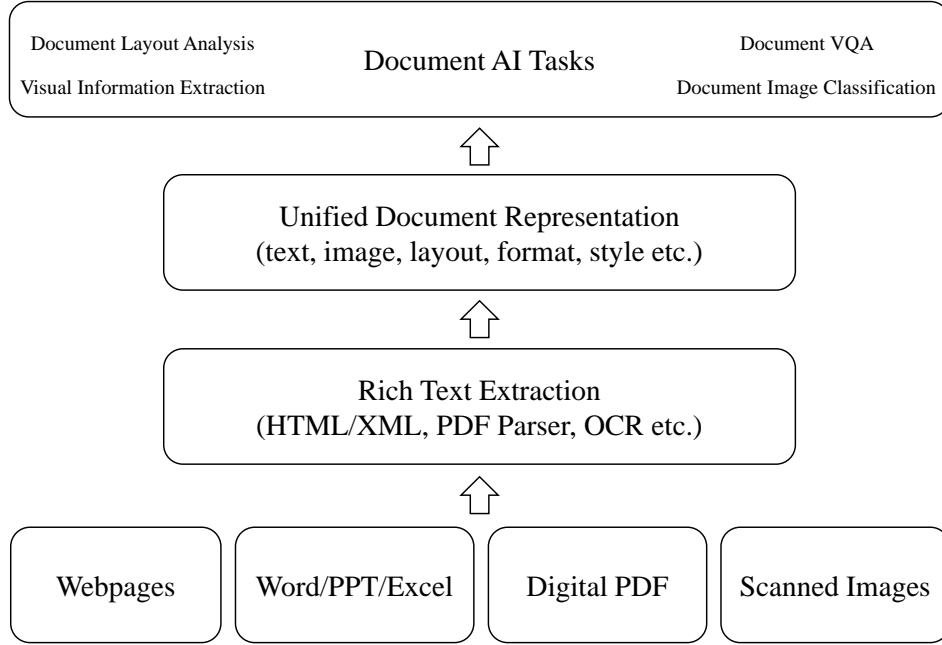 Document Layout Analysis
Visual Information Extraction
Document AI Tasks
Document VQA
Document Image Classification
Unified Document Representation
(text, image, layout, format, style etc.)
Rich Text Extraction
(HTML/XML, PDF Parser, OCR etc.)
Webpages
Word/PPT/Excel
Digital PDF
Scanned Images